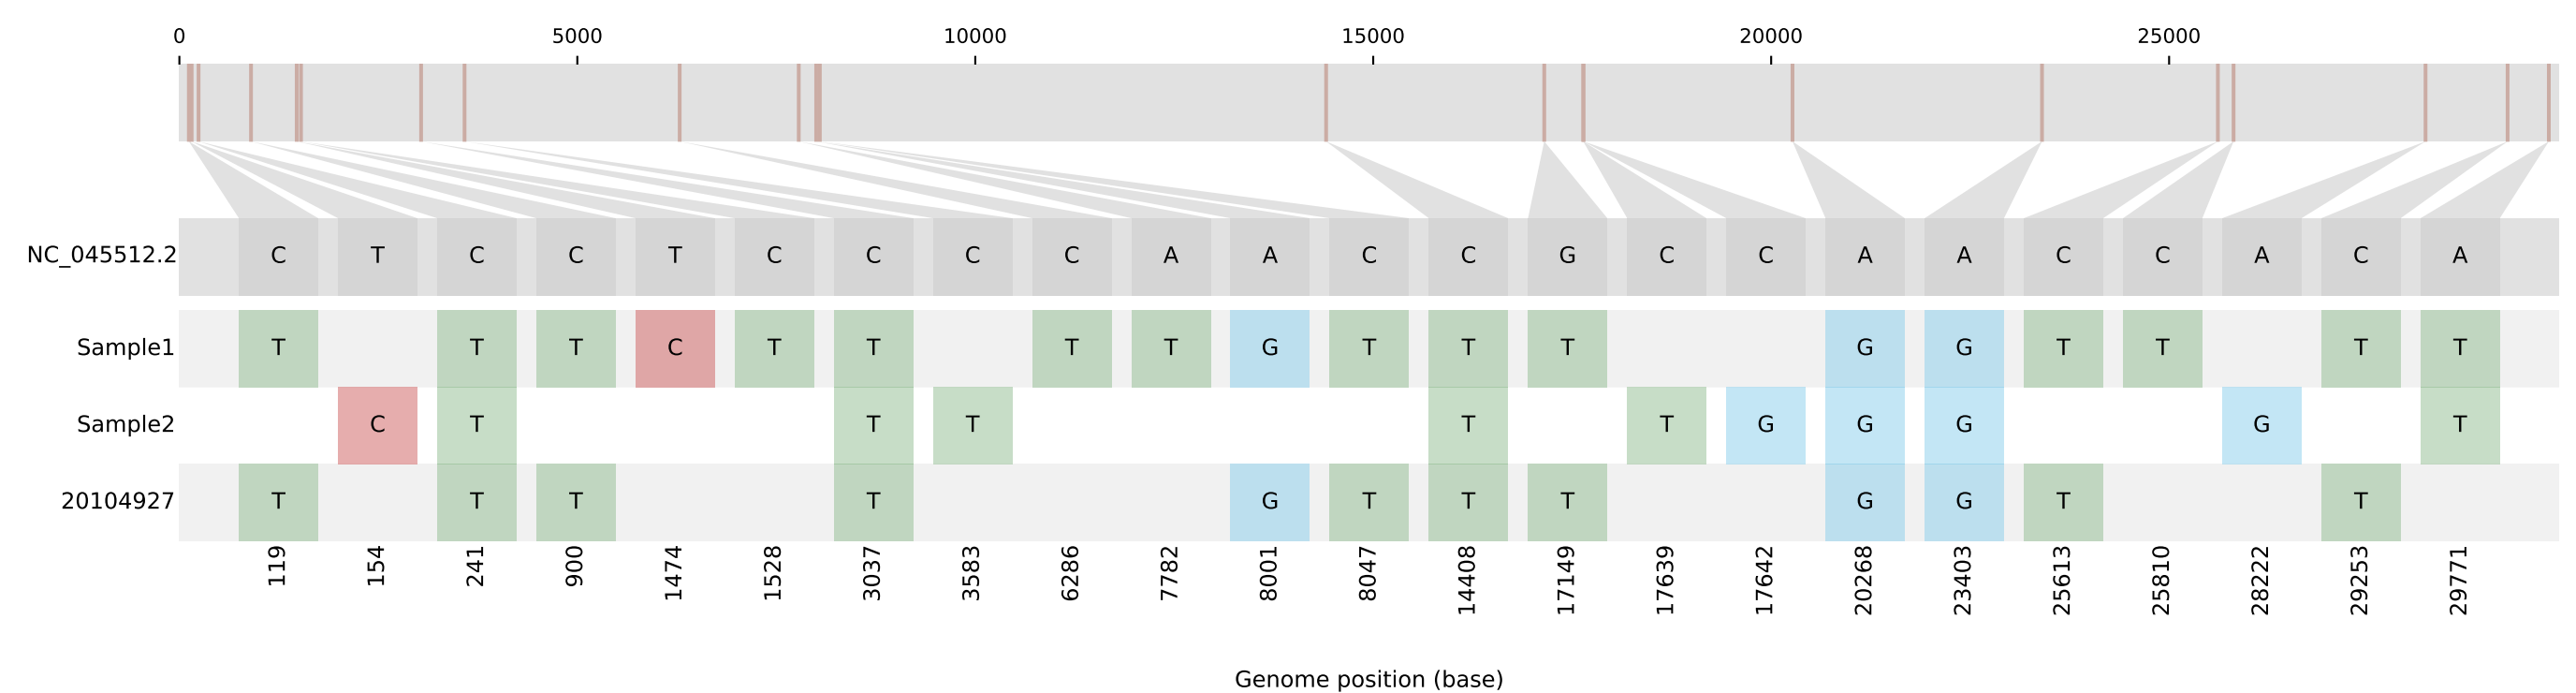 0 5000 10000 15000 20000 25000
NC_045512.2 C T C C T C C C C A A C C G C C A A C C A C A
Sample1 T T T C T T T T G T T T G G T T T T
Sample2 C T T T T T G G G G T
20104927 T T T T G T T T G G T T
119 154 241 900 1474 1528 3037 3583 6286 7782 8001 8047 14408 17149 17639 17642 20268 23403 25613 25810 28222 29253 29771
Genome position (base)